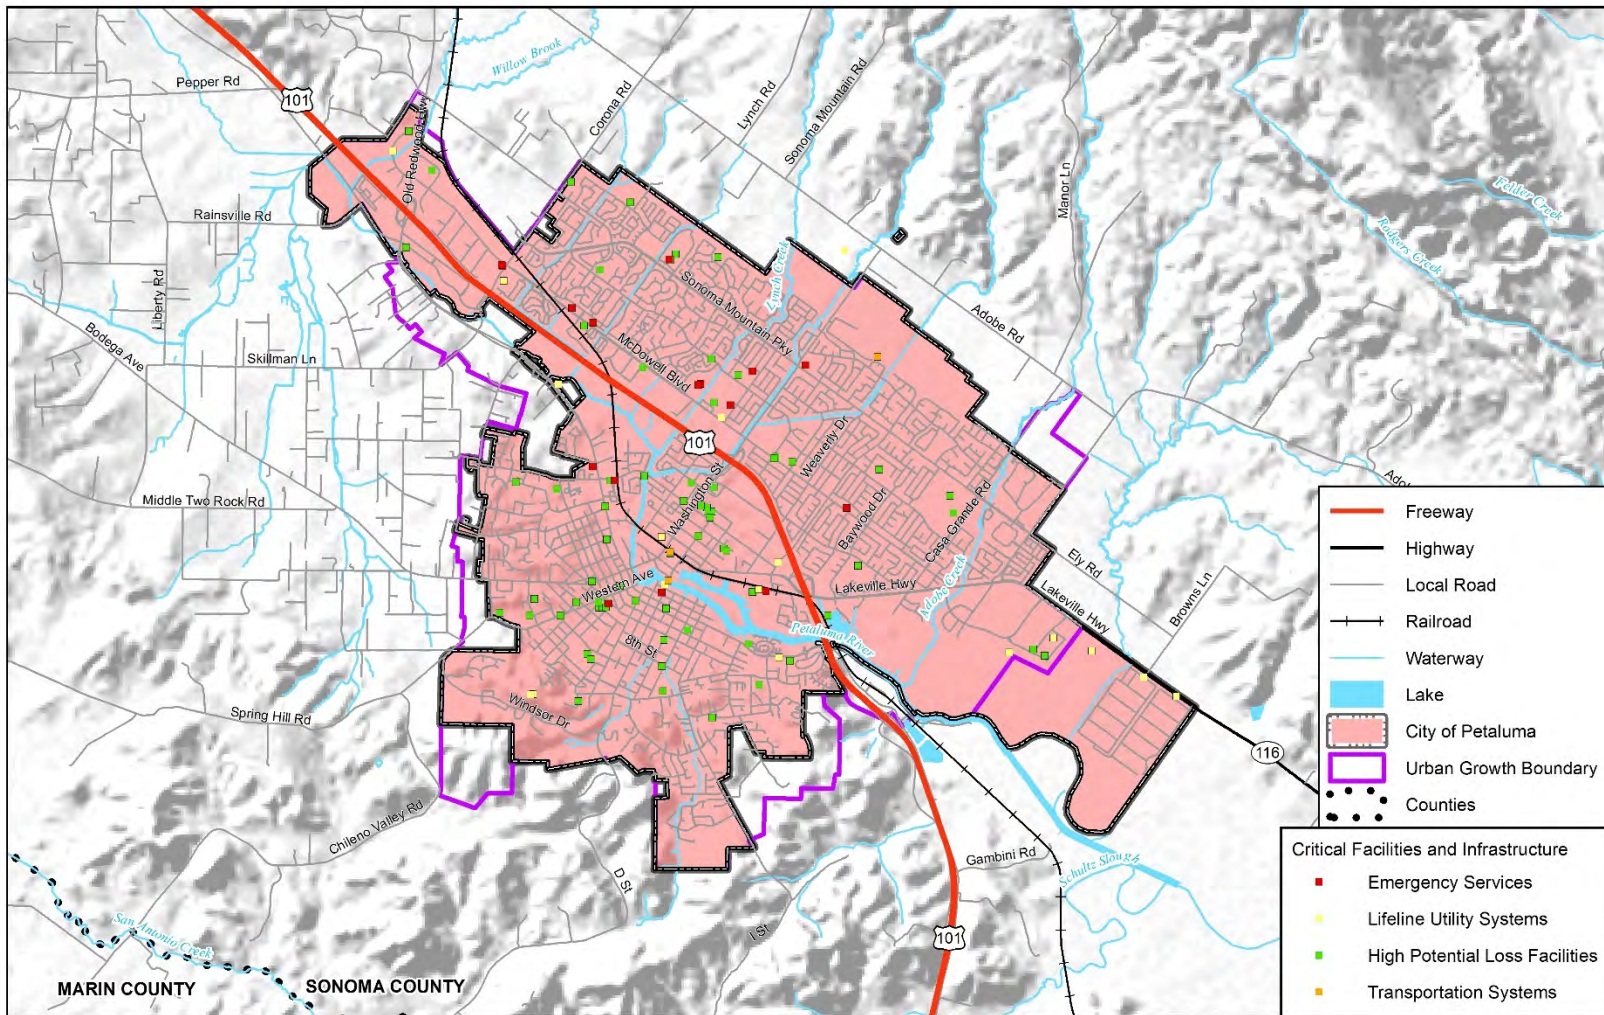 Willow Brook
Pepper Rd
101
Old Redwood Hwy
Corona Rd
Lynch Rd
Sonoma Mountain Rd
Manor Ln
Felder Creek
Rodgers Creek
Rainsville Rd
Liberty Rd
Lynch Creek
Sonoma Mountain Pky
Adobe Rd
Bodega Ave
Skillman Ln
McDowell Blvd
101
Weaverly Dr
Washington St
Middle Two Rock Rd
Baywood Dr
Casa Grande Rd
Ely Rd
Western Ave
Lakeville Hwy
Adobe Creek
Lakeville Hwy
Browns Ln
Petaluma River
8th St
Windsor Dr
Spring Hill Rd
116
Chileno Valley Rd
D St
I St
Gambini Rd
Schultz Slough
101
San Antonio Creek
MARIN COUNTY
SONOMA COUNTY
Freeway
Highway
Local Road
Railroad
Waterway
Lake
City of Petaluma
Urban Growth Boundary
Counties
Critical Facilities and Infrastructure
Emergency Services
Lifeline Utility Systems
High Potential Loss Facilities
Transportation Systems